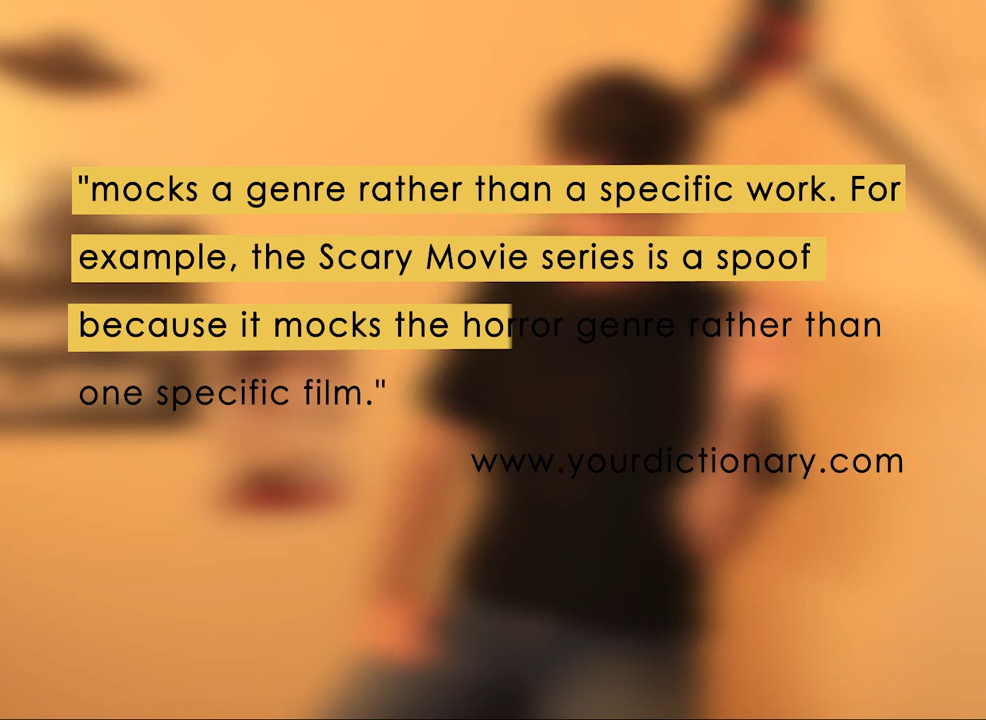 "mocks a genre rather than a specific work. For
example, the Scary Movie series is a spoof
because it mocks the horror genre rather than
one specific film."
www.yourdictionary.com